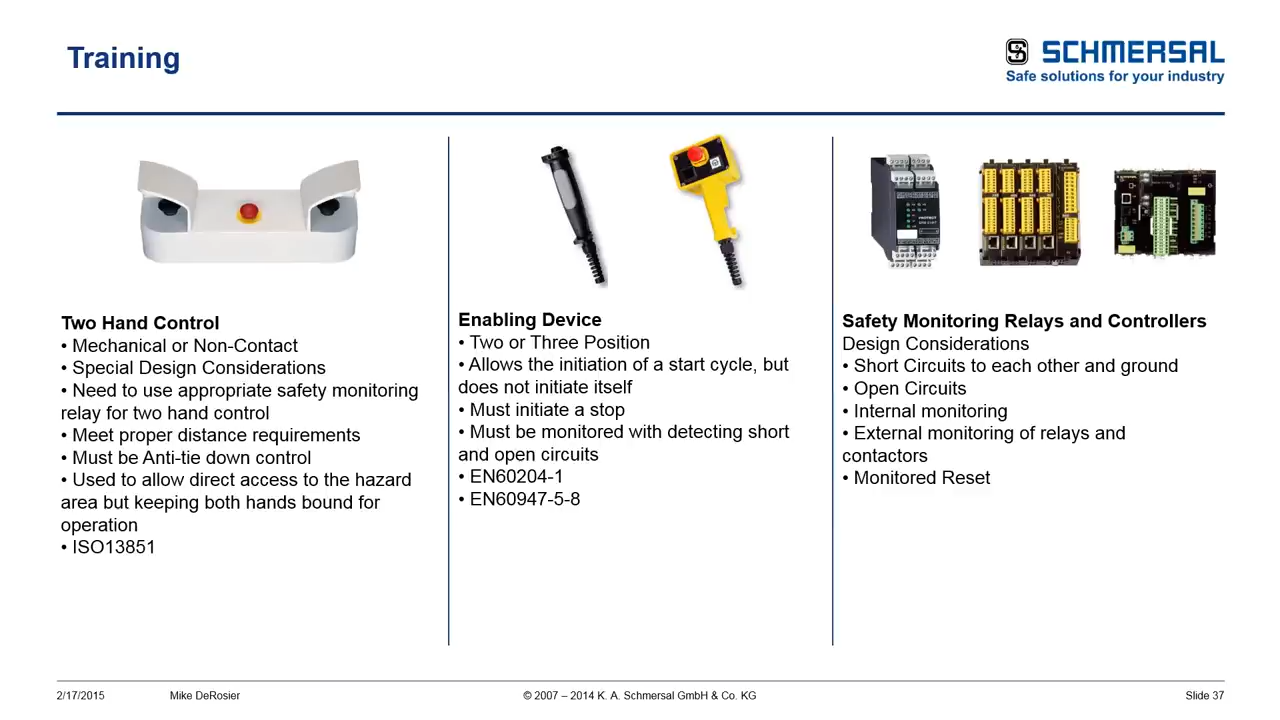 Training
SCHMERSAL
Safe solutions for your industry
Two Hand Control
• Mechanical or Non-Contact
• Special Design Considerations
• Need to use appropriate safety monitoring
relay for two hand control
• Meet proper distance requirements
• Must be Anti-tie down control
• Used to allow direct access to the hazard
area but keeping both hands bound for
operation
• ISO13851
Enabling Device
• Two or Three Position
• Allows the initiation of a start cycle, but
does not initiate itself
• Must initiate a stop
• Must be monitored with detecting short
and open circuits
• EN60204-1
• EN60947-5-8
Safety Monitoring Relays and Controllers
Design Considerations
• Short Circuits to each other and ground
• Open Circuits
• Internal monitoring
• External monitoring of relays and
contactors
• Monitored Reset
2/17/2015
Mike DeRosier
© 2007 – 2014 K. A. Schmersal GmbH & Co. KG
Slide 37